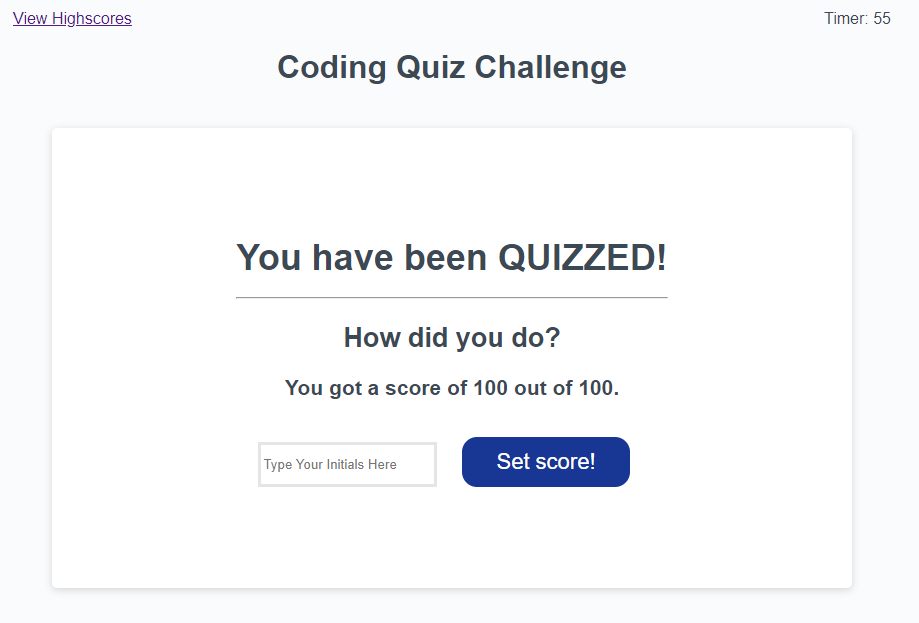 View Highscores
Timer: 55
Coding Quiz Challenge
You have been QUIZZED!
How did you do?
You got a score of 100 out of 100.
Type Your Initials Here
Set score!